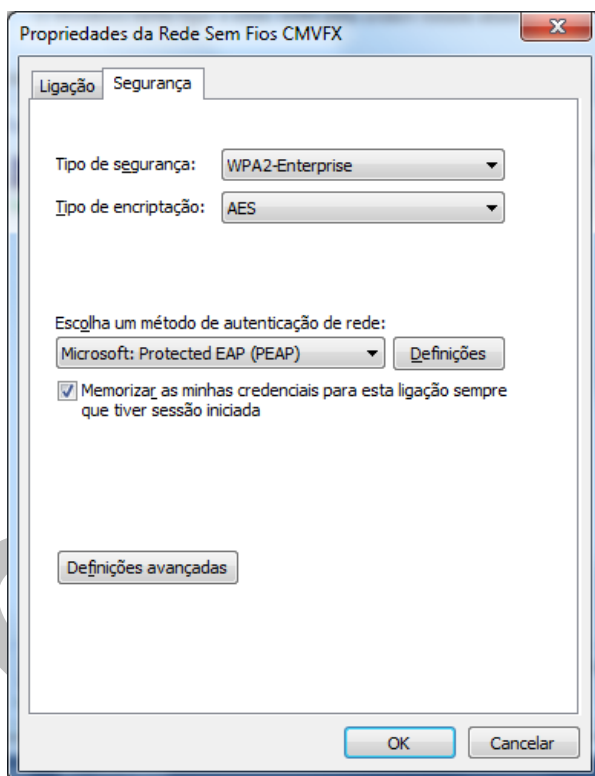 Propriedades da Rede Sem Fios CMVFX
Ligação Segurança
Tipo de segurança: WPA2-Enterprise
Tipo de encriptação: AES
Escolha um método de autenticação de rede:
Microsoft: Protected EAP (PEAP) Definições
Memorizar as minhas credenciais para esta ligação sempre
que tiver sessão iniciada
Definições avançadas
OK Cancelar